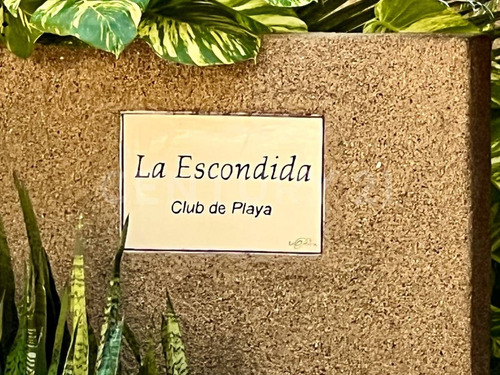 La Escondida
Club de Playa